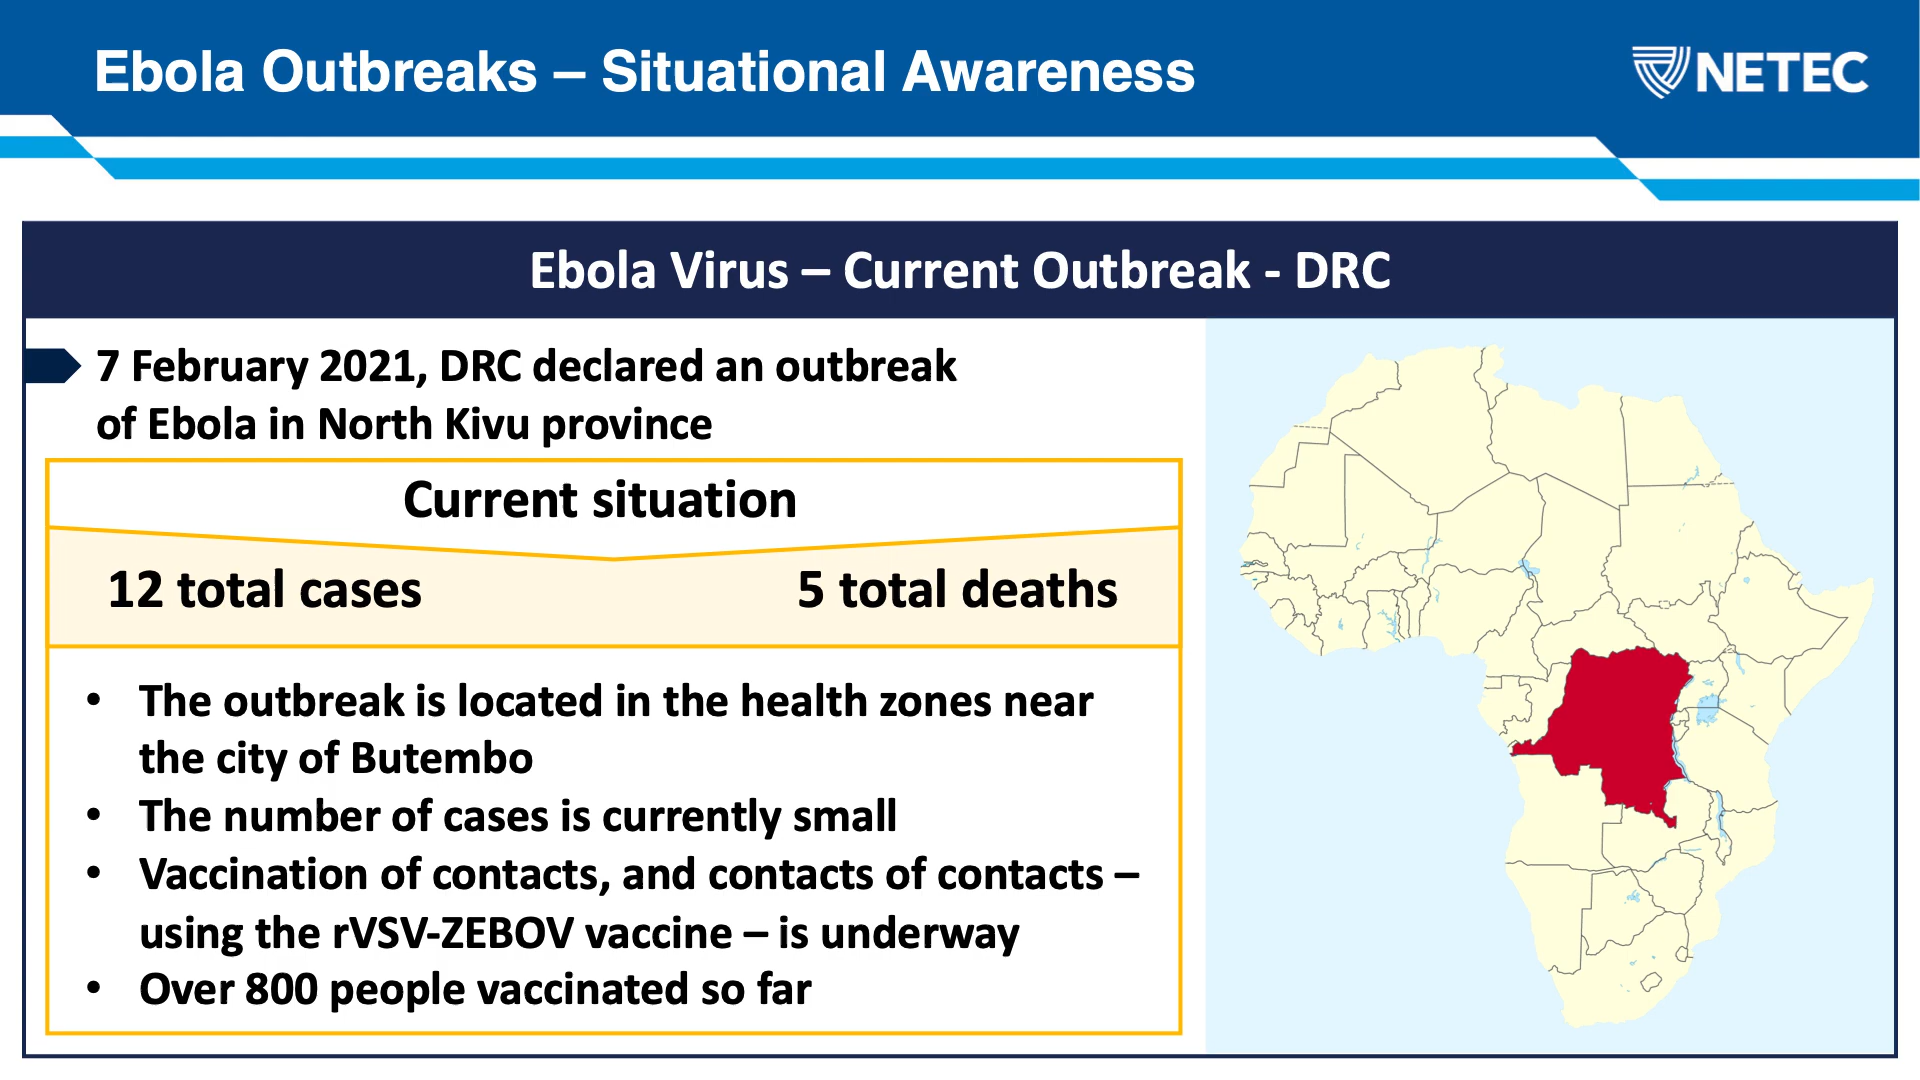 Ebola Outbreaks – Situational Awareness
NETEC
Ebola Virus – Current Outbreak - DRC
7 February 2021, DRC declared an outbreak
of Ebola in North Kivu province
Current situation
12 total cases
5 total deaths
• The outbreak is located in the health zones near
the city of Butembo
• The number of cases is currently small
• Vaccination of contacts, and contacts of contacts –
using the rVSV-ZEBOV vaccine – is underway
• Over 800 people vaccinated so far